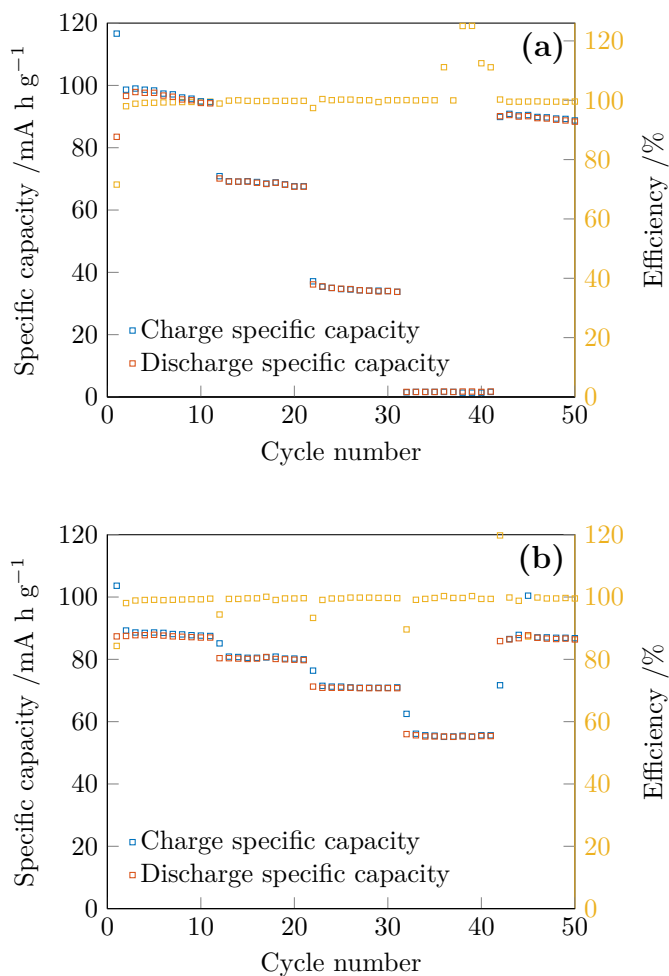 (a)
120
100
80
60
40
20
0
120
100
80
60
40
20
0
Specific capacity /mA h g⁻¹
Efficiency /%
Charge specific capacity
Discharge specific capacity
0 10 20 30 40 50
Cycle number
(b)
120
100
80
60
40
20
0
120
100
80
60
40
20
0
Specific capacity /mA h g⁻¹
Efficiency /%
Charge specific capacity
Discharge specific capacity
0 10 20 30 40 50
Cycle number